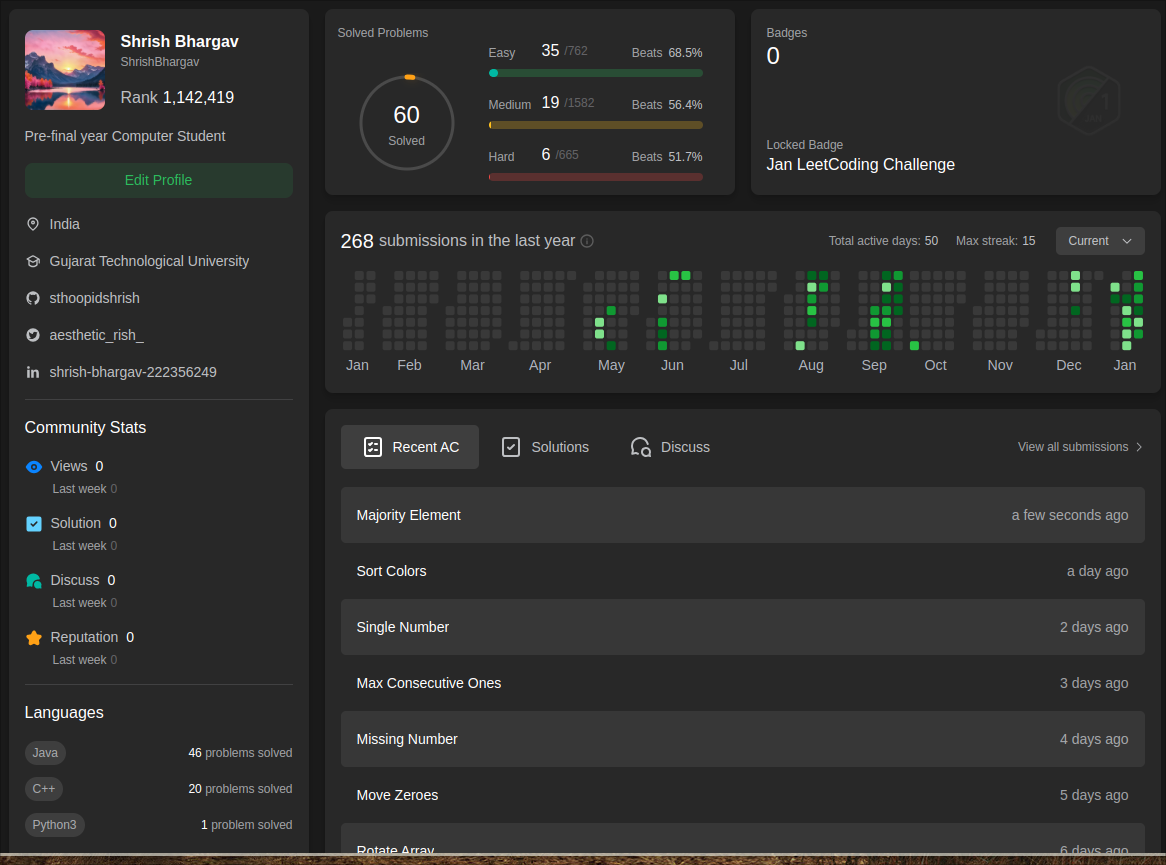 Shrish Bhargav
ShrishBhargav
Rank 1,142,419
Pre-final year Computer Student
Edit Profile
India
Gujarat Technological University
sthoopidshrish
aesthetic_rish_
shrish-bhargav-222356249
Community Stats
Views 0
Last week 0
Solution 0
Last week 0
Discuss 0
Last week 0
Reputation 0
Last week 0
Languages
Java 46 problems solved
C++ 20 problems solved
Python3 1 problem solved
Solved Problems
60
Solved
Easy 35 /762 Beats 68.5%
Medium 19 /1582 Beats 56.4%
Hard 6 /665 Beats 51.7%
Badges
0
Locked Badge
Jan LeetCoding Challenge
268 submissions in the last year Total active days: 50 Max streak: 15 Current
Jan Feb Mar Apr May Jun Jul Aug Sep Oct Nov Dec Jan
Recent AC Solutions Discuss View all submissions
Majority Element a few seconds ago
Sort Colors a day ago
Single Number 2 days ago
Max Consecutive Ones 3 days ago
Missing Number 4 days ago
Move Zeroes 5 days ago
Rotate Array 6 days ago